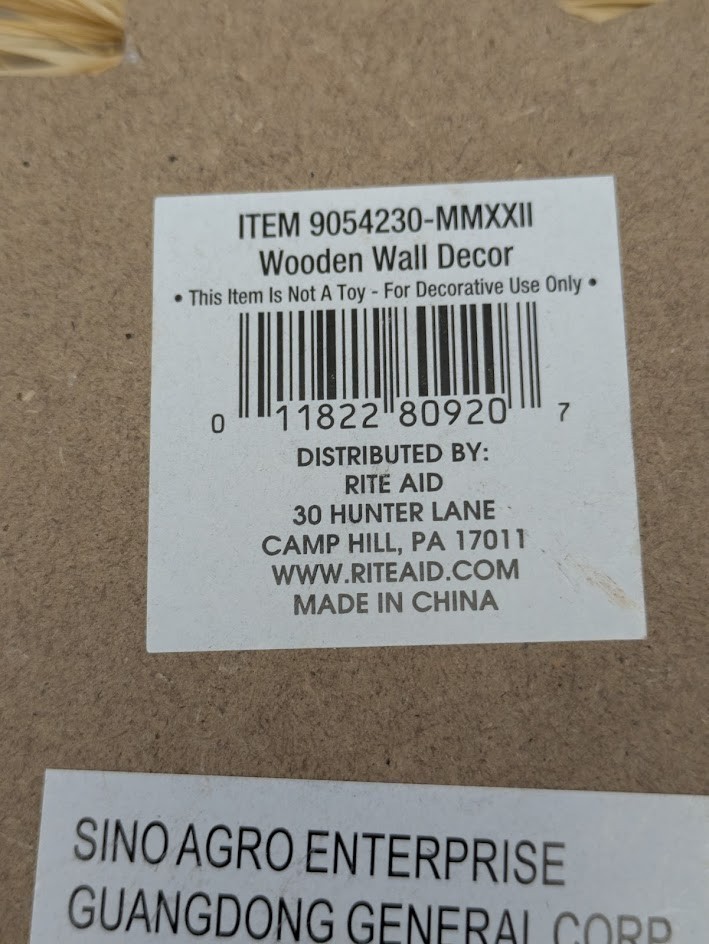 ITEM 9054230-MMXXII
Wooden Wall Decor
• This Item Is Not A Toy - For Decorative Use Only •
0 11822 80920 7
DISTRIBUTED BY:
RITE AID
30 HUNTER LANE
CAMP HILL, PA 17011
WWW.RITEAID.COM
MADE IN CHINA
SINO AGRO ENTERPRISE
GUANGDONG GENERAL CORP